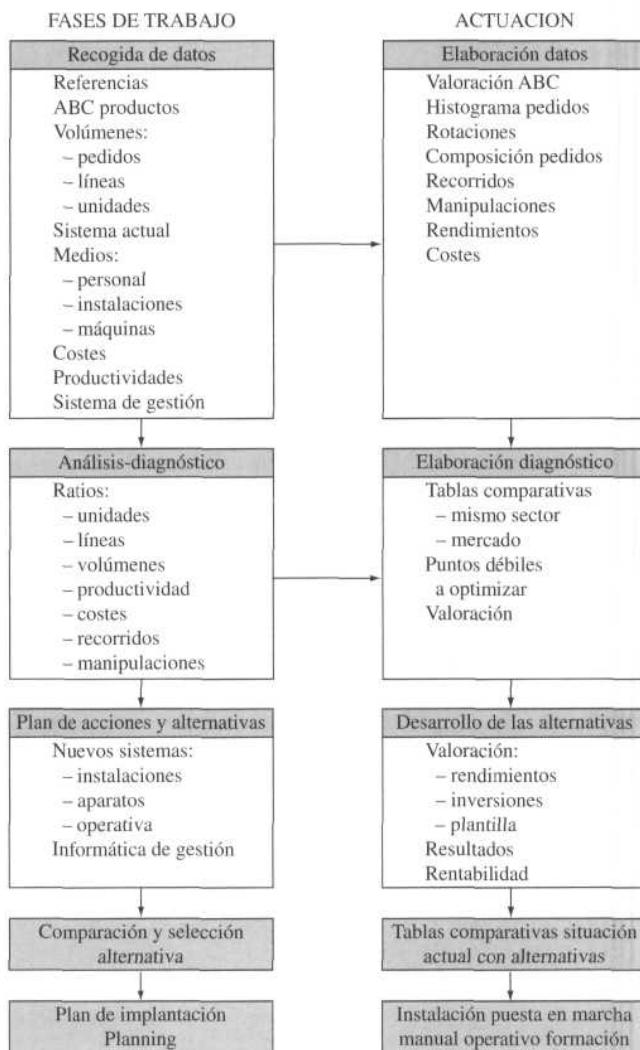 FASES DE TRABAJO
Recogida de datos
Referencias
ABC productos
Volúmenes:
– pedidos
– líneas
– unidades
Sistema actual
Medios:
– personal
– instalaciones
– máquinas
Costes
Productividades
Sistema de gestión
Análisis-diagnóstico
Ratios:
– unidades
– líneas
– volúmenes
– productividad
– costes
– recorridos
– manipulaciones
Plan de acciones y alternativas
Nuevos sistemas:
– instalaciones
– aparatos
– operativa
Informática de gestión
Comparación y selección
alternativa
Plan de implantación
Planning
ACTUACION
Elaboración datos
Valoración ABC
Histograma pedidos
Rotaciones
Composición pedidos
Recorridos
Manipulaciones
Rendimientos
Costes
Elaboración diagnóstico
Tablas comparativas
– mismo sector
– mercado
Puntos débiles
a optimizar
Valoración
Desarrollo de las alternativas
Valoración:
– rendimientos
– inversiones
– plantilla
Resultados
Rentabilidad
Tablas comparativas situación
actual con alternativas
Instalación puesta en marcha
manual operativo formación